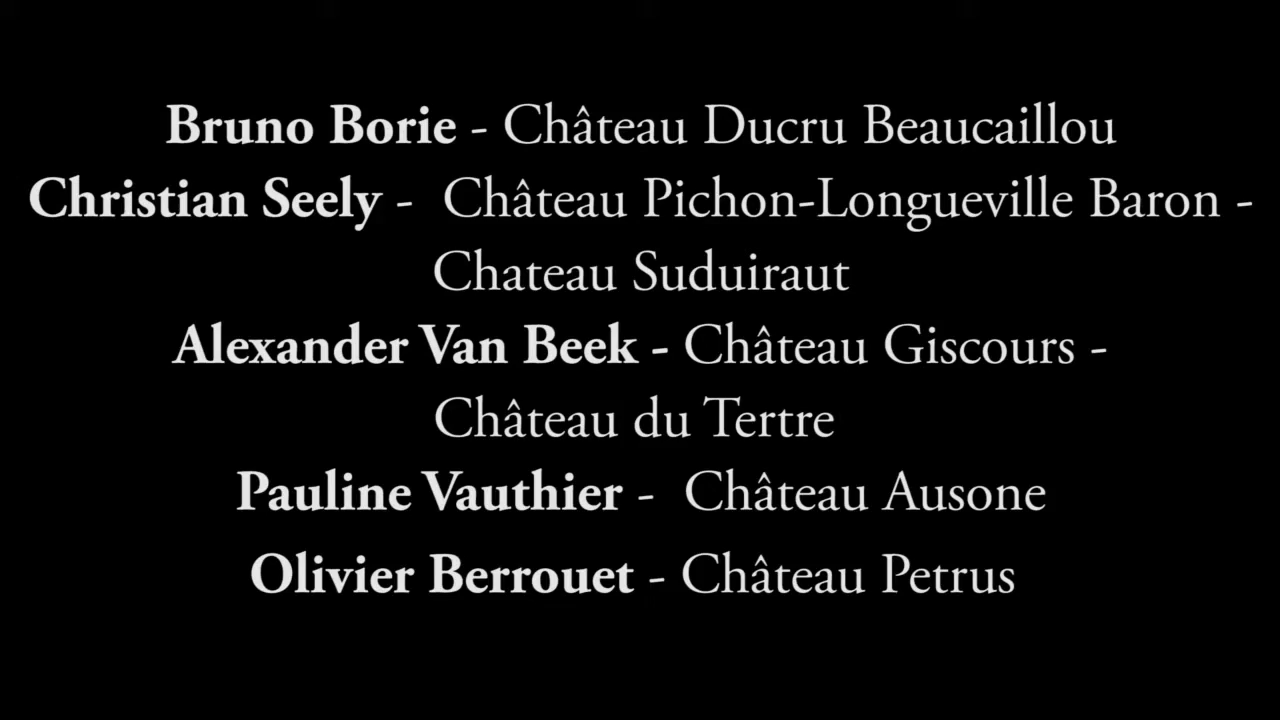 Bruno Borie - Château Ducru Beaucaillou
Christian Seely -  Château Pichon-Longueville Baron -
Chateau Suduiraut
Alexander Van Beek - Château Giscours -
Château du Tertre
Pauline Vauthier -  Château Ausone
Olivier Berrouet - Château Petrus